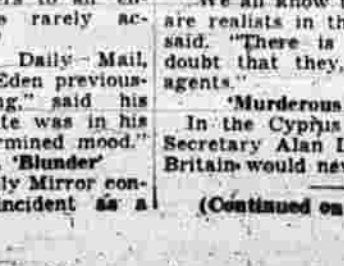 s rarely ac-
Daily Mail,
Eden previous-
ng," said his
te was in his
rmined mood."
'Blunder'
ly Mirror con-
incident as a
We all know t
are realists in th
said. "There is
doubt that they,
agents."
'Murderous
In the Cyprus
Secretary Alan L
Britain would nev
(Continued on